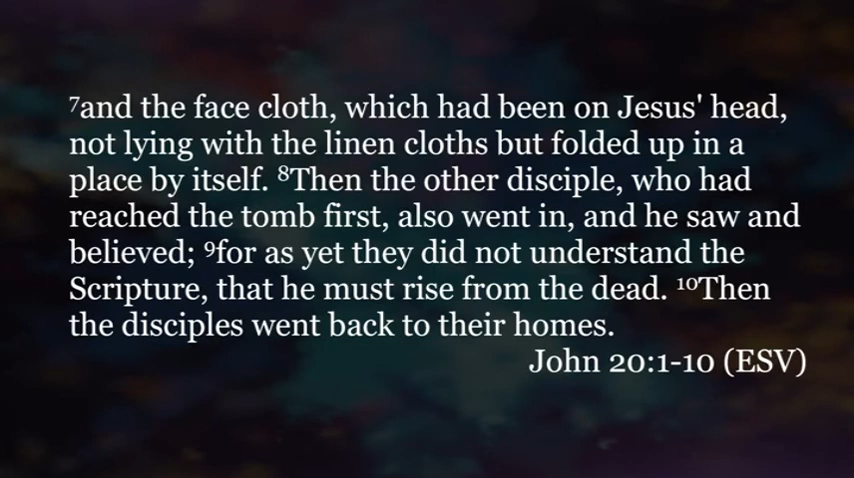 ⁷and the face cloth, which had been on Jesus' head,
not lying with the linen cloths but folded up in a
place by itself. ⁸Then the other disciple, who had
reached the tomb first, also went in, and he saw and
believed; ⁹for as yet they did not understand the
Scripture, that he must rise from the dead. ¹⁰Then
the disciples went back to their homes.
John 20:1-10 (ESV)